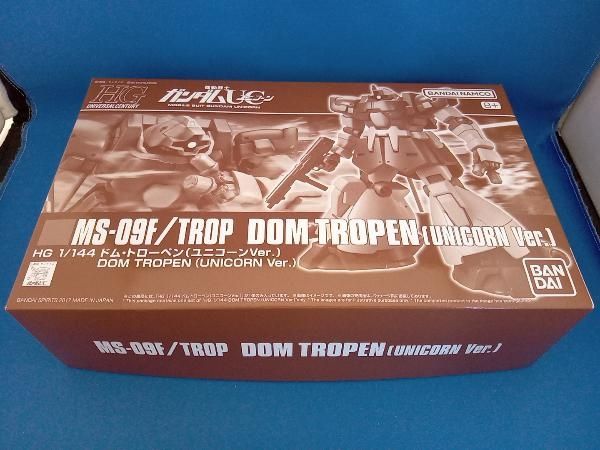 HG
UNIVERSAL CENTURY
機動戦士
ガンダムUC
MOBILE SUIT GUNDAM UNICORN
BANDAI NAMCO
8+
MS-09F/TROP DOM TROPEN (UNICORN Ver.)
HG 1/144 ドム・トローペン(ユニコーンVer.)
DOM TROPEN (UNICORN Ver.)
BAN
DAI
BANDAI SPIRITS 2017 MADE IN JAPAN
MS-09F/TROP DOM TROPEN (UNICORN Ver.)